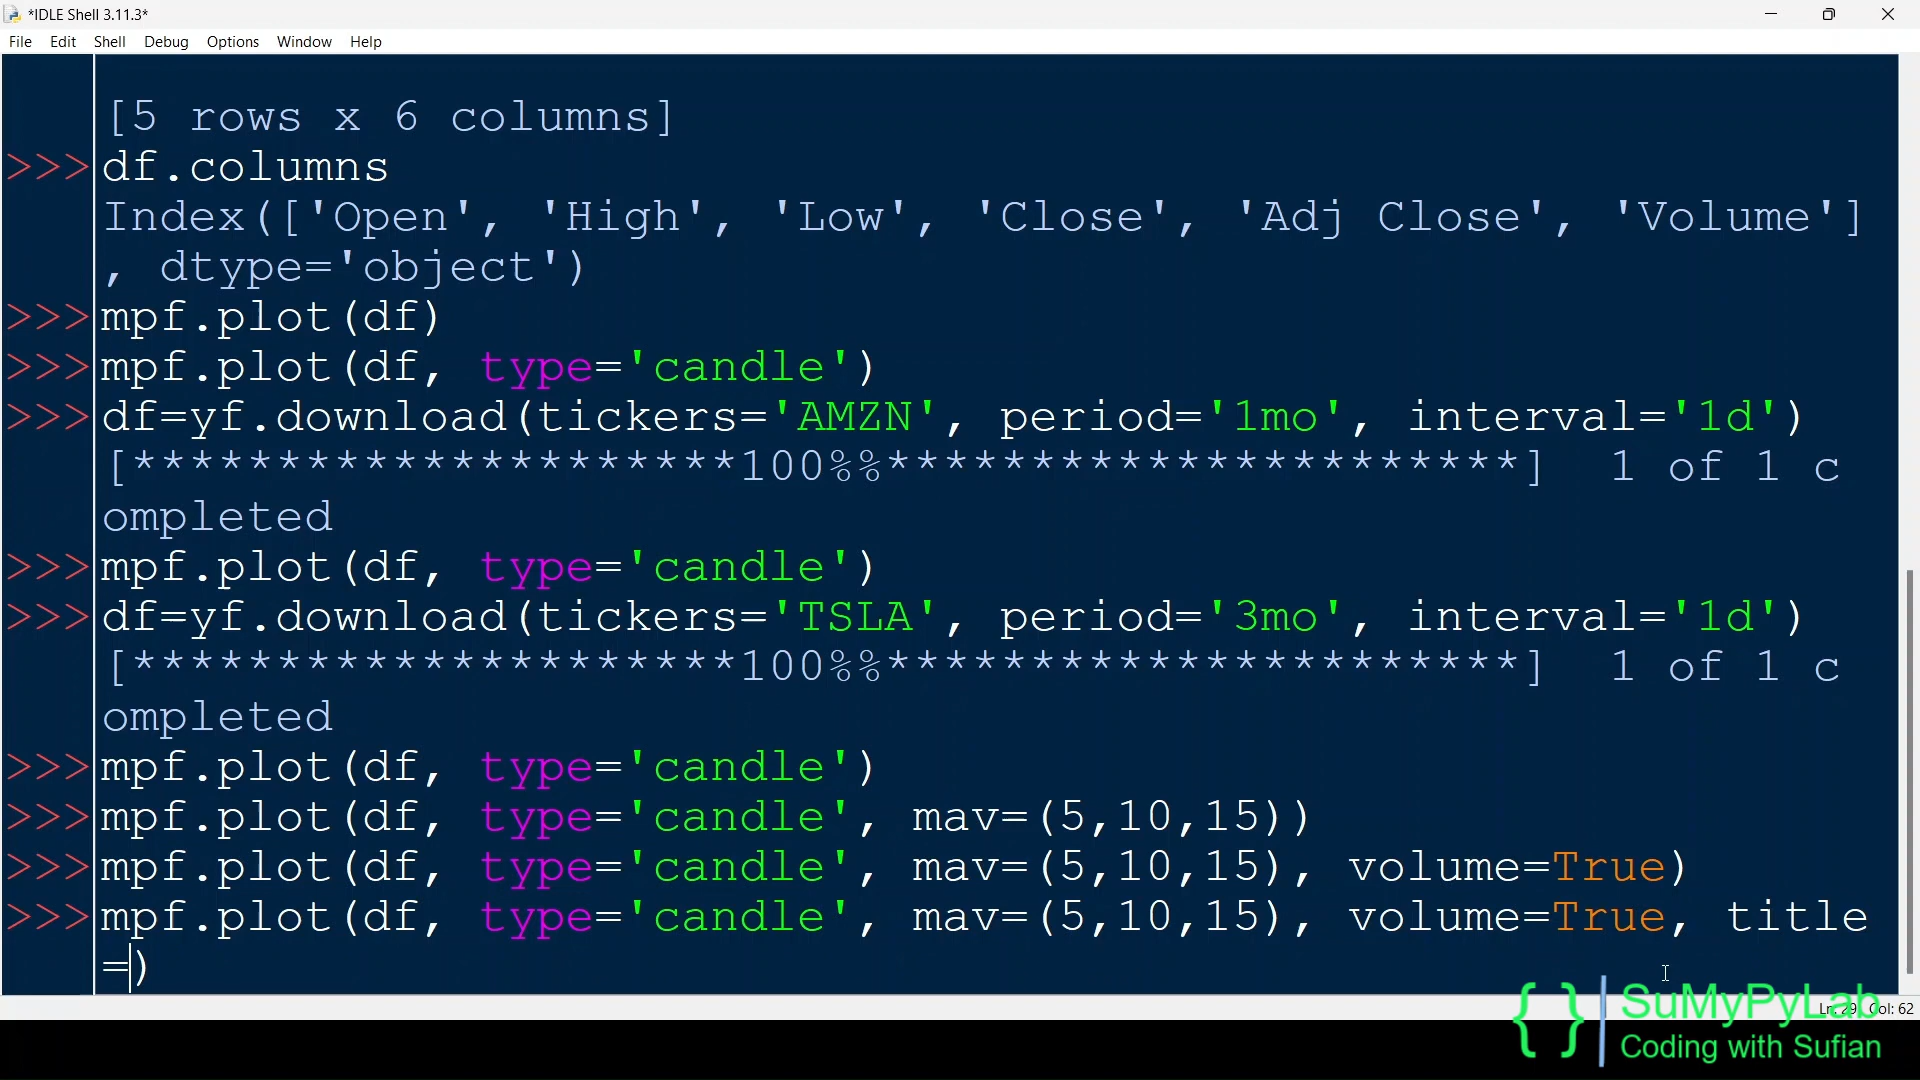 *IDLE Shell 3.11.3*
File Edit Shell Debug Options Window Help
[5 rows x 6 columns]
>>> df.columns
Index(['Open', 'High', 'Low', 'Close', 'Adj Close', 'Volume']
, dtype='object')
>>> mpf.plot(df)
>>> mpf.plot(df, type='candle')
>>> df=yf.download(tickers='AMZN', period='1mo', interval='1d')
[*********************100%%**********************] 1 of 1 c
ompleted
>>> mpf.plot(df, type='candle')
>>> df=yf.download(tickers='TSLA', period='3mo', interval='1d')
[*********************100%%**********************] 1 of 1 c
ompleted
>>> mpf.plot(df, type='candle')
>>> mpf.plot(df, type='candle', mav=(5,10,15))
>>> mpf.plot(df, type='candle', mav=(5,10,15), volume=True)
>>> mpf.plot(df, type='candle', mav=(5,10,15), volume=True, title
=)
Ln: 29 Col: 62
{ } SuMyPyLab
Coding with Sufian